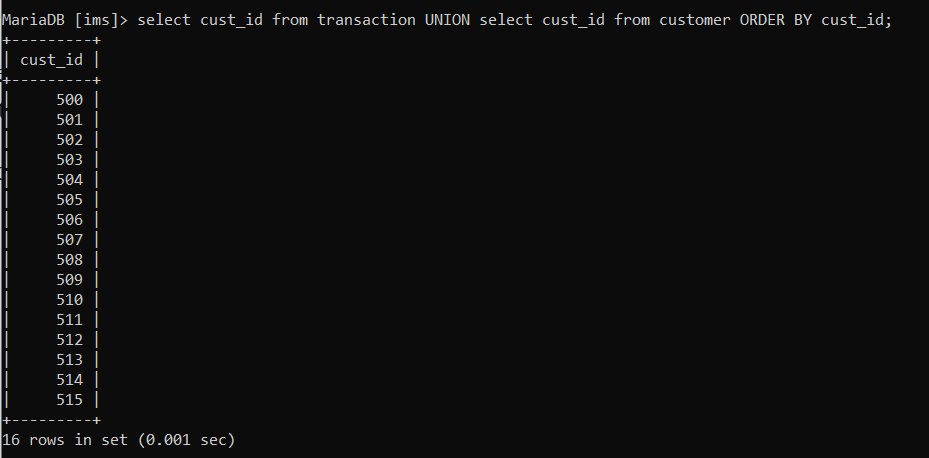 MariaDB [ims]> select cust_id from transaction UNION select cust_id from customer ORDER BY cust_id;
+---------+
| cust_id |
+---------+
|     500 |
|     501 |
|     502 |
|     503 |
|     504 |
|     505 |
|     506 |
|     507 |
|     508 |
|     509 |
|     510 |
|     511 |
|     512 |
|     513 |
|     514 |
|     515 |
+---------+
16 rows in set (0.001 sec)